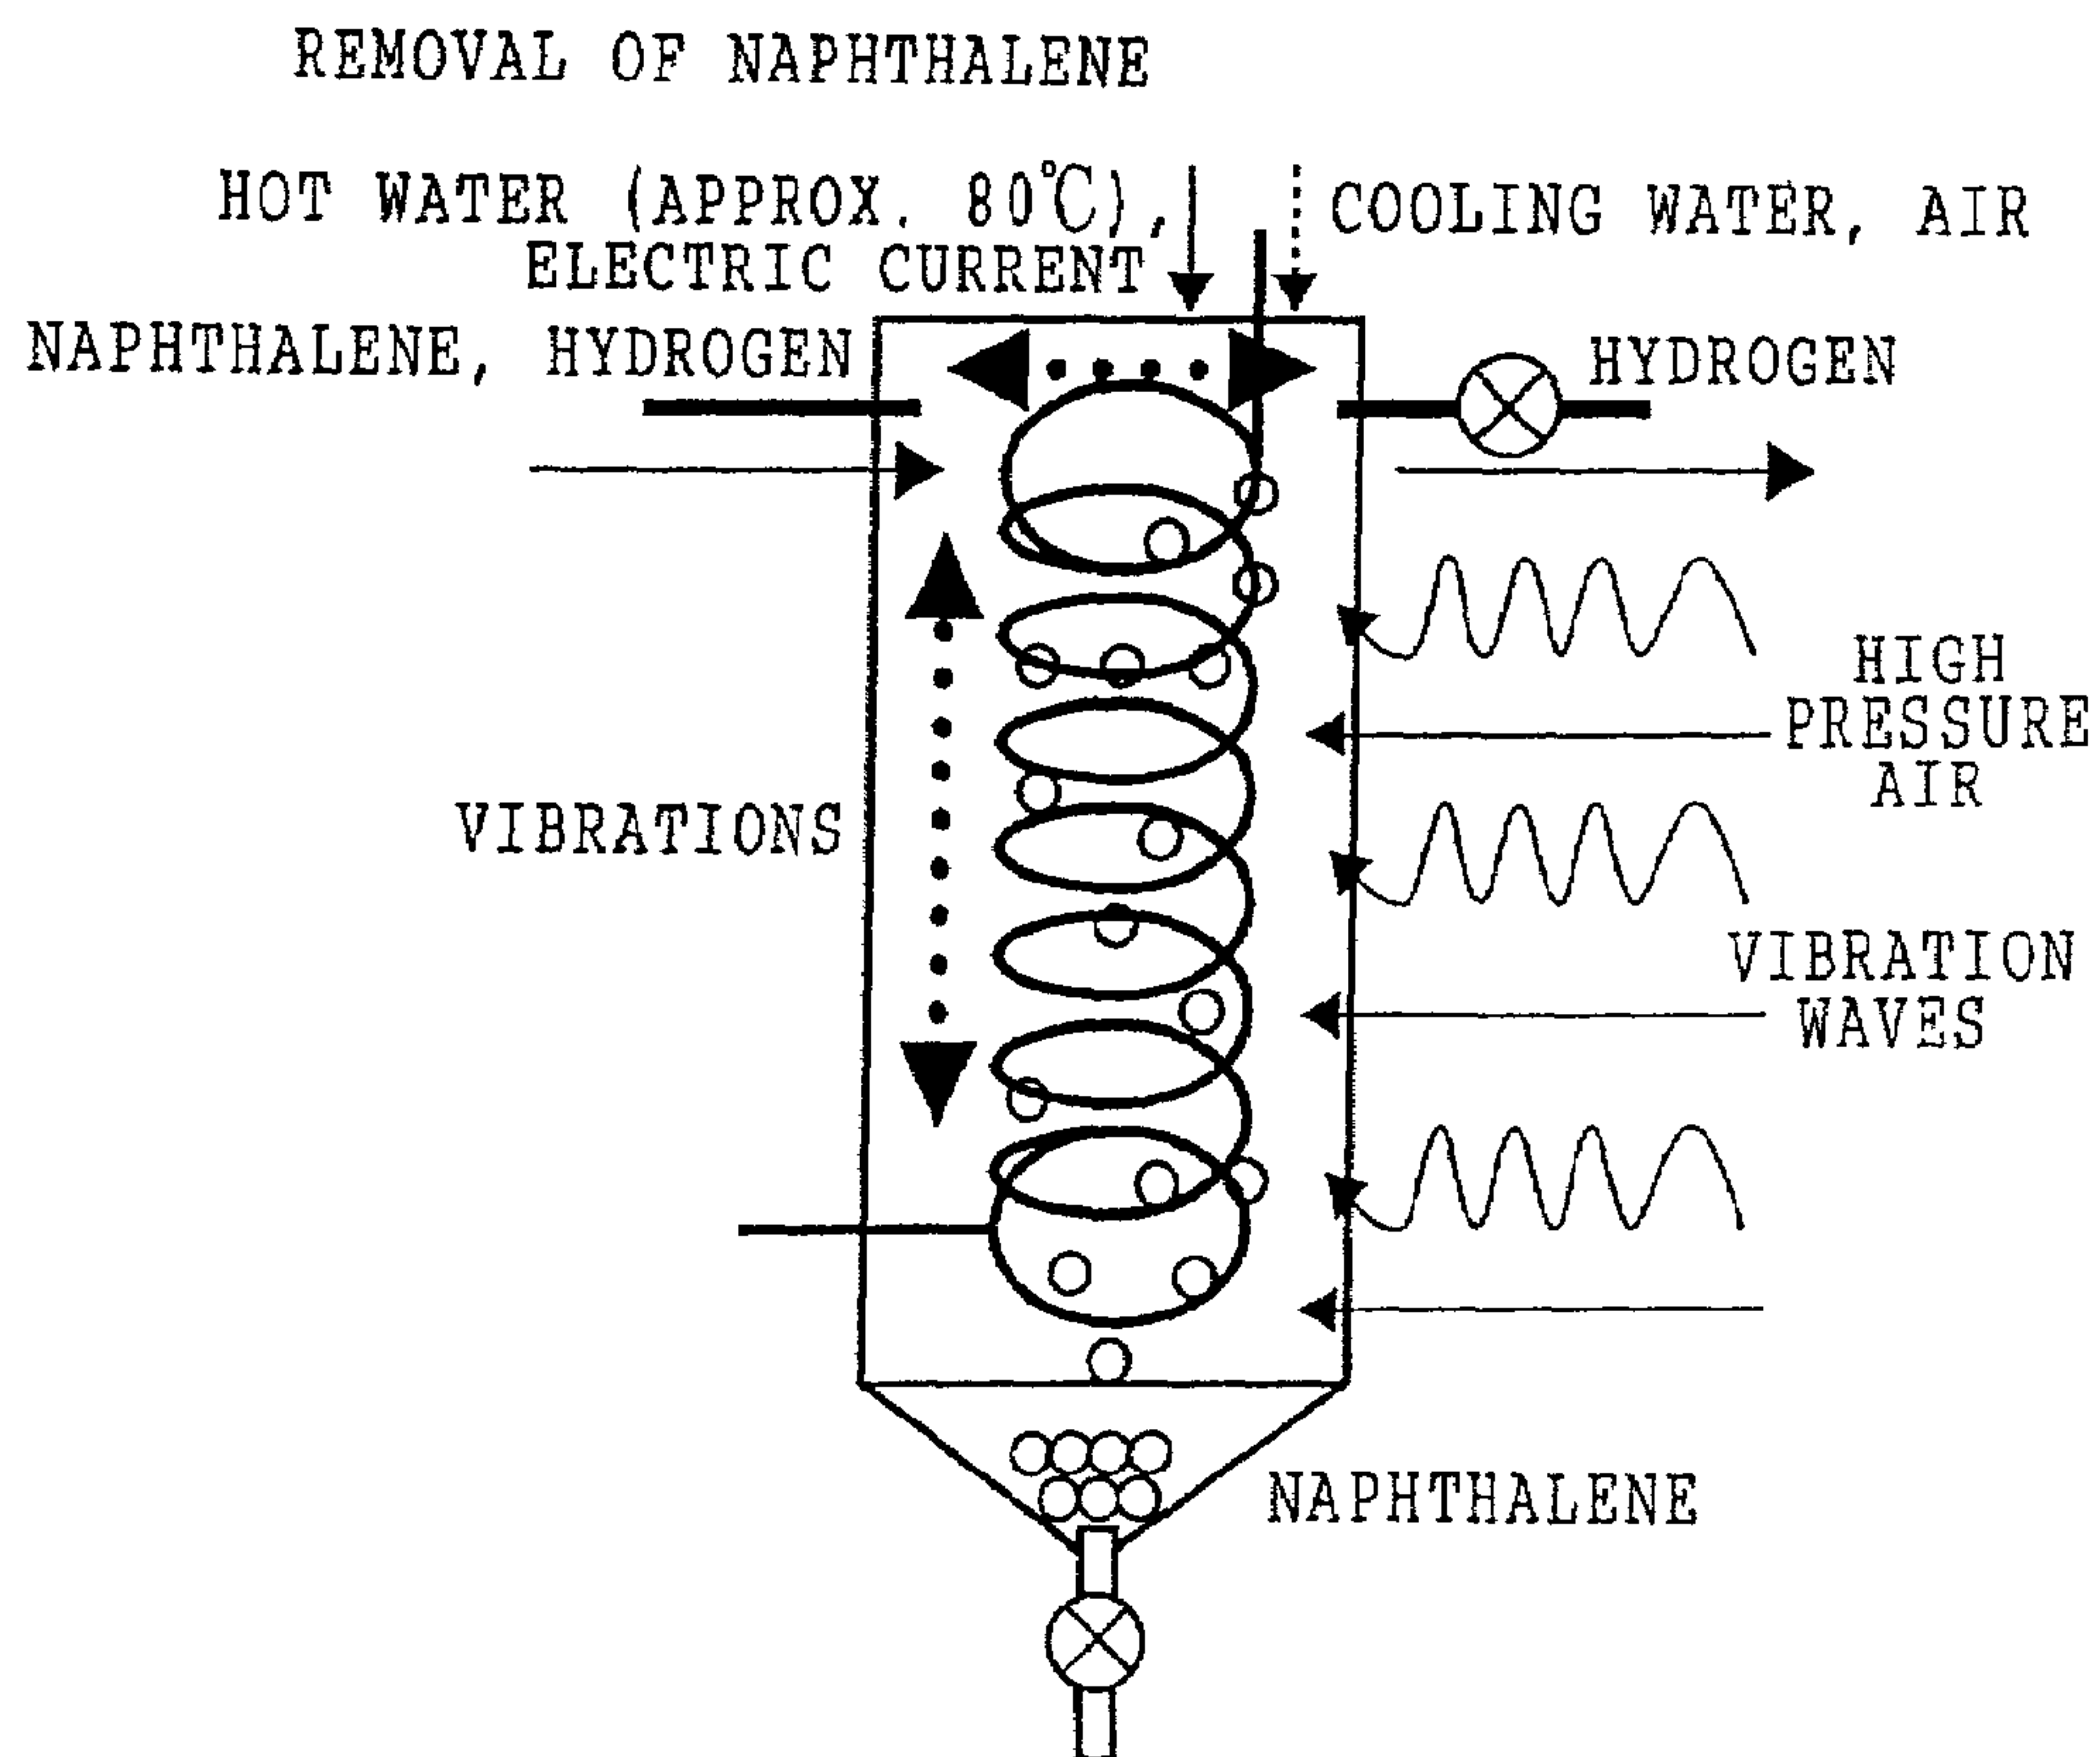 REMOVAL OF NAPHTHALENE
HOT WATER (APPROX. 80℃),
ELECTRIC CURRENT
COOLING WATER, AIR
NAPHTHALENE, HYDROGEN
HYDROGEN
HIGH
PRESSURE
AIR
VIBRATIONS
VIBRATION
WAVES
NAPHTHALENE